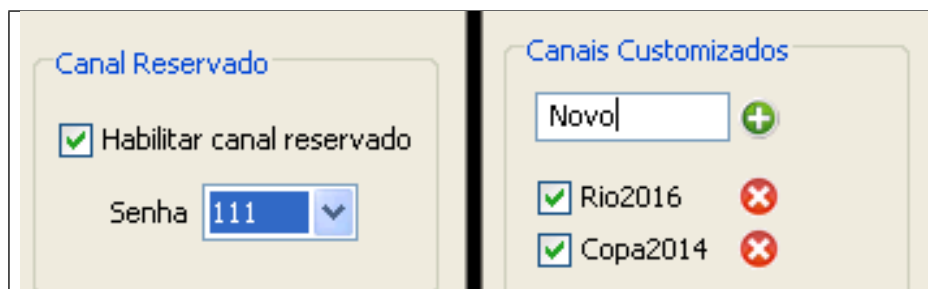 Canal Reservado
Habilitar canal reservado
Senha 111
Canais Customizados
Novo
Rio2016
Copa2014